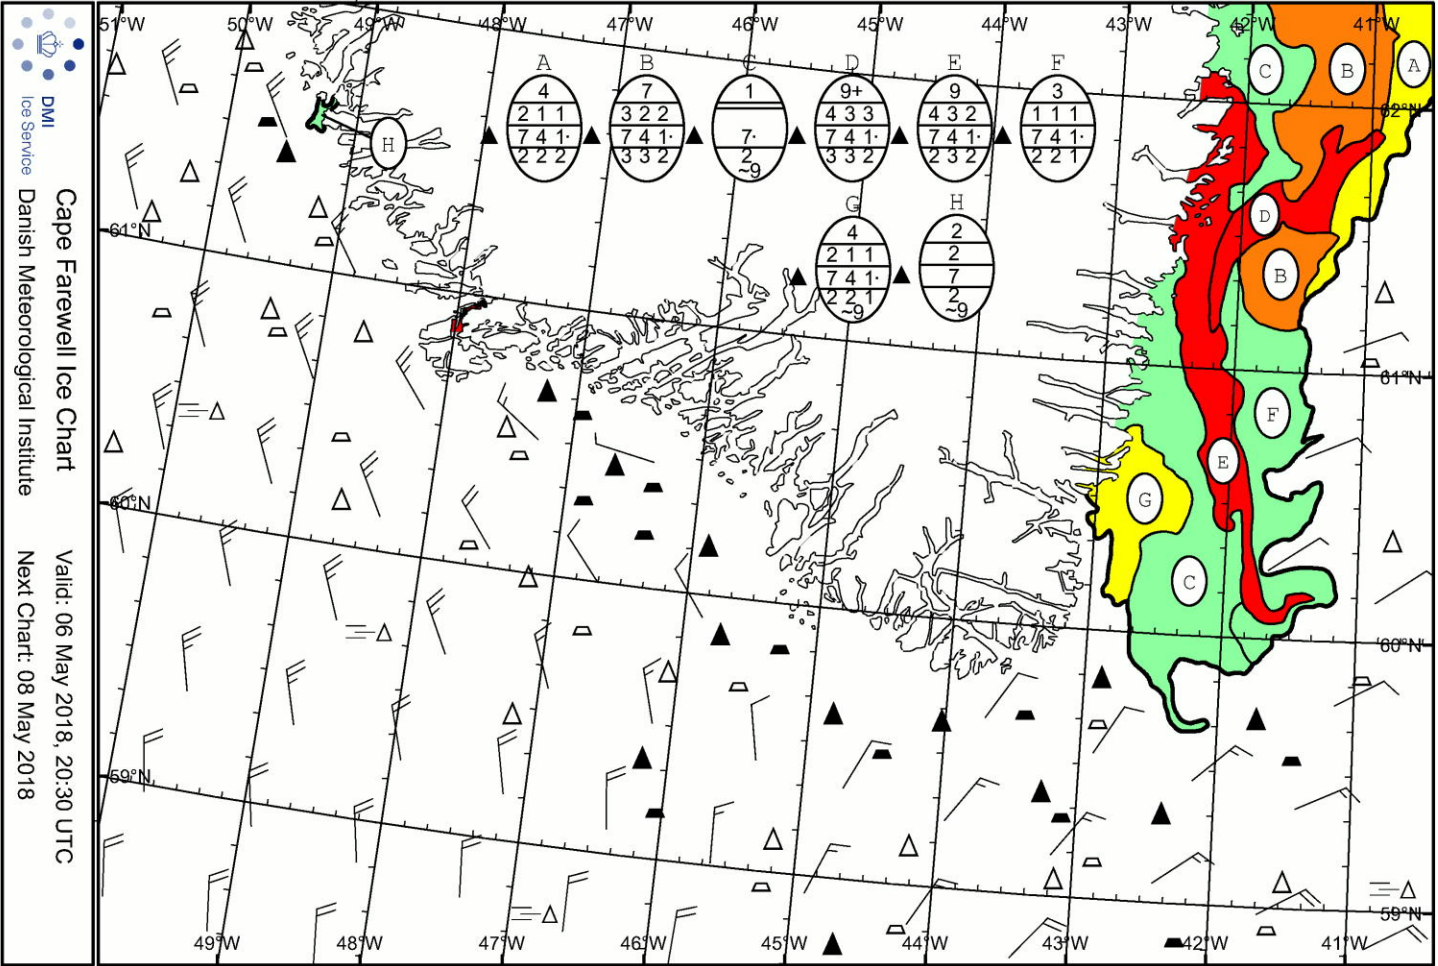 DMI
Ice Service
Cape Farewell Ice Chart
Danish Meteorological Institute
Valid: 06 May 2018, 20:30 UTC
Next Chart: 08 May 2018
51°W 50°W 49°W 48°W 47°W 46°W 45°W 44°W 43°W 42°W 41°W
A B C D E F
4 7 1 9+ 9 3
2 1 1 3 2 2 4 3 3 4 3 2 1 1 1
7 4 1· 7 4 1· 7· 7 4 1· 7 4 1· 7 4 1·
2 2 2 3 3 2 2 3 3 2 2 3 2 2 2 1
~9
G H
4 2
2 1 1 2
7 4 1· 7
2 2 1 2
~9 ~9
H
C B A
62°N
D
B
61°N
61°N
F
E
G
60°N
C
60°N
59°N
59°N
49°W 48°W 47°W 46°W 45°W 44°W 43°W 42°W 41°W